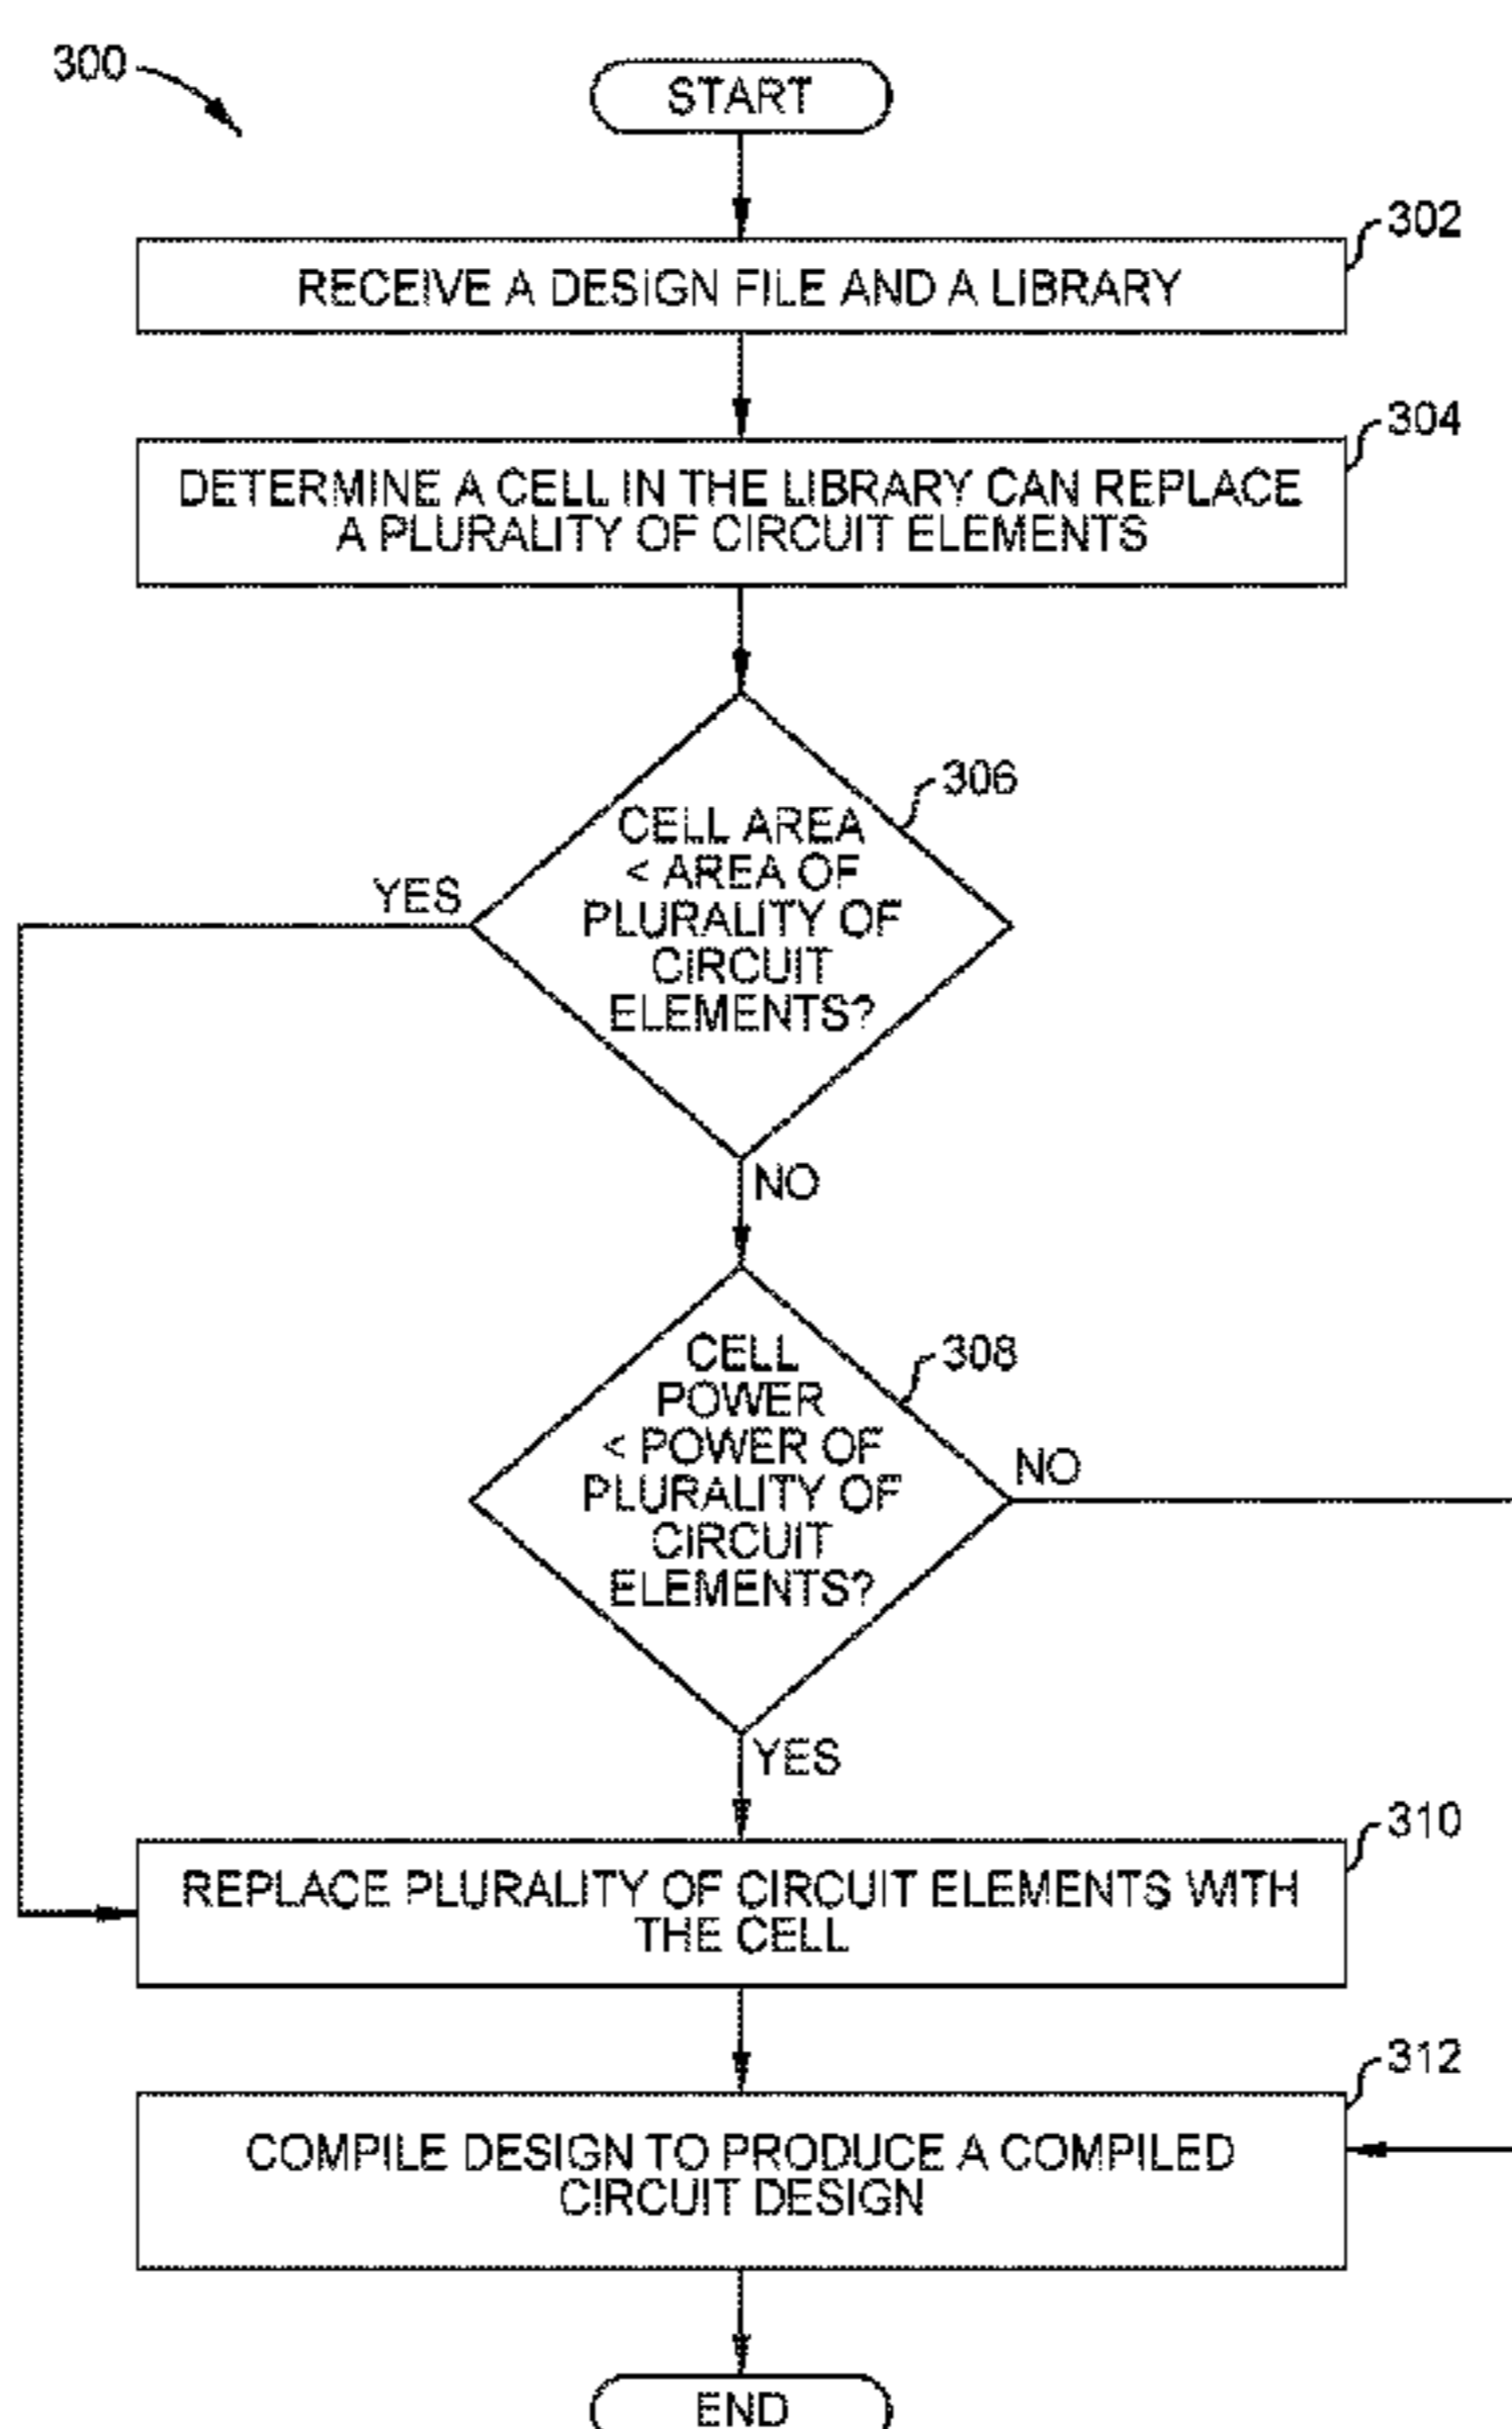 300
START
302
RECEIVE A DESIGN FILE AND A LIBRARY
304
DETERMINE A CELL IN THE LIBRARY CAN REPLACE
A PLURALITY OF CIRCUIT ELEMENTS
306
CELL AREA
< AREA OF
PLURALITY OF
CIRCUIT
ELEMENTS?
YES
NO
308
CELL
POWER
< POWER OF
PLURALITY OF
CIRCUIT
ELEMENTS?
NO
YES
310
REPLACE PLURALITY OF CIRCUIT ELEMENTS WITH
THE CELL
312
COMPILE DESIGN TO PRODUCE A COMPILED
CIRCUIT DESIGN
END